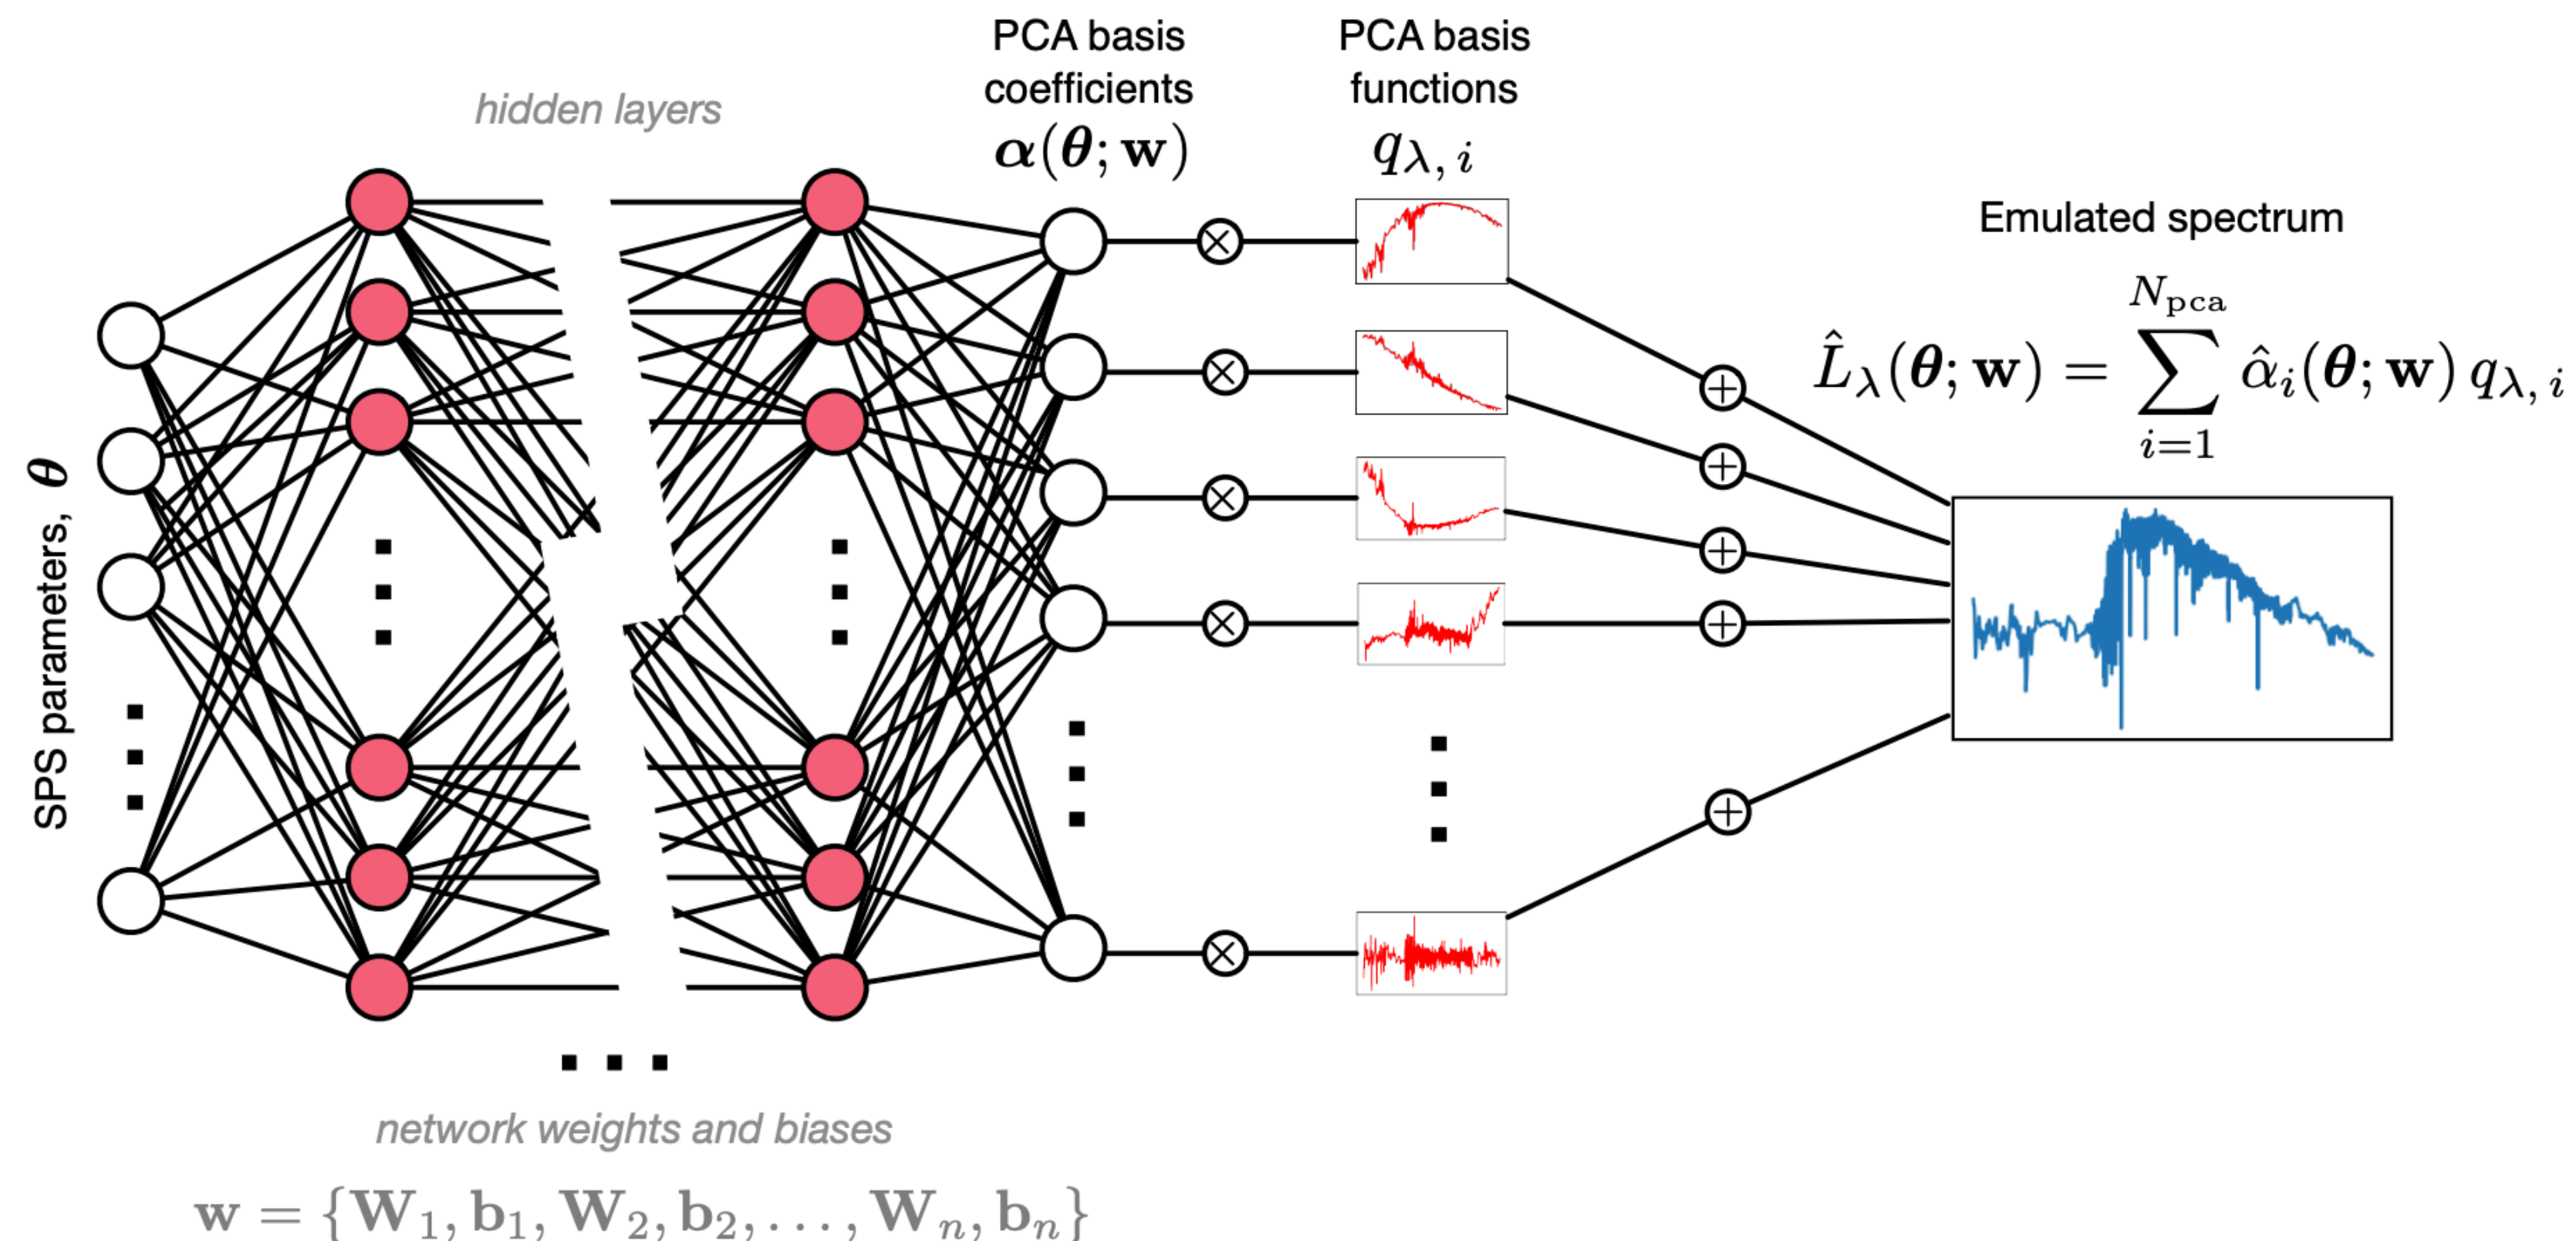 hidden layers
PCA basis
coefficients
α(θ; w)
PCA basis
functions
q_{λ, i}
SPS parameters, θ
Emulated spectrum
L̂_λ(θ; w) = ∑_{i=1}^{N_pca} α̂_i(θ; w) q_{λ, i}
network weights and biases
w = {W_1, b_1, W_2, b_2, . . . , W_n, b_n}